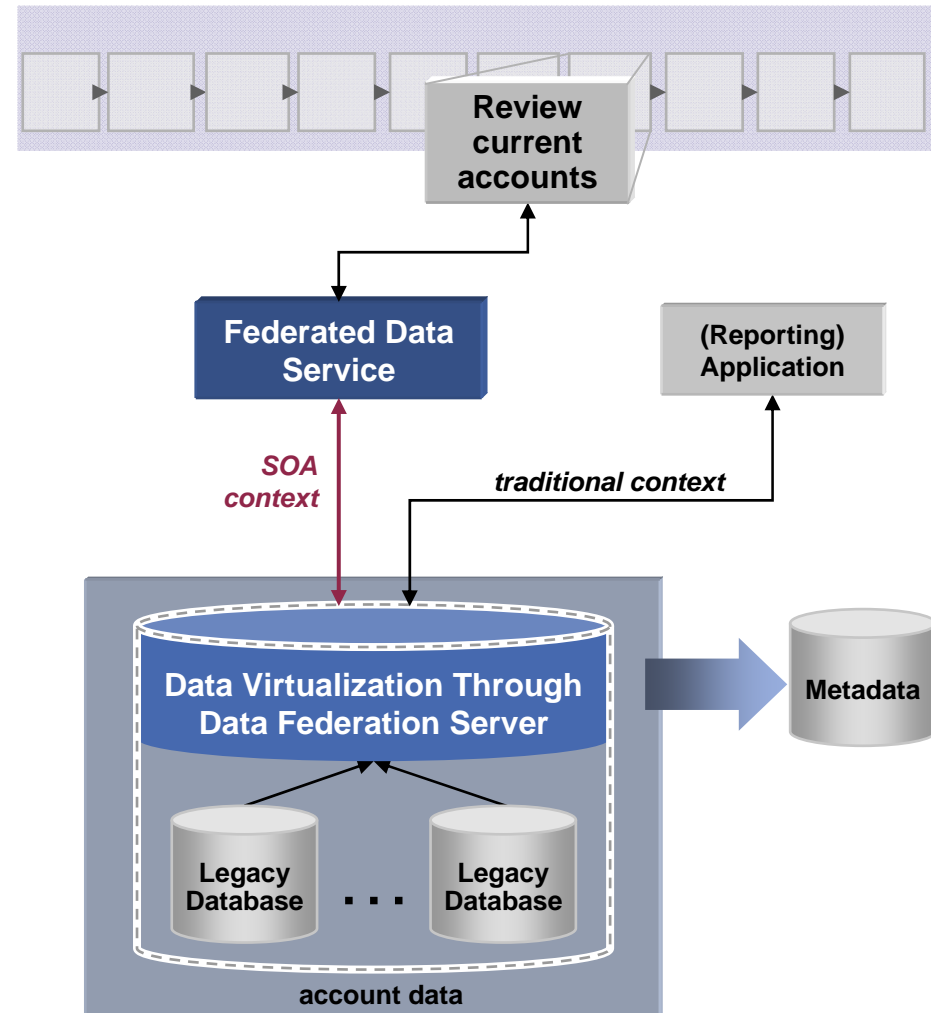 Review
current
accounts
Federated Data
Service
(Reporting)
Application
SOA
context
traditional context
Data Virtualization Through
Data Federation Server
Metadata
Legacy
Database
. . .
Legacy
Database
account data